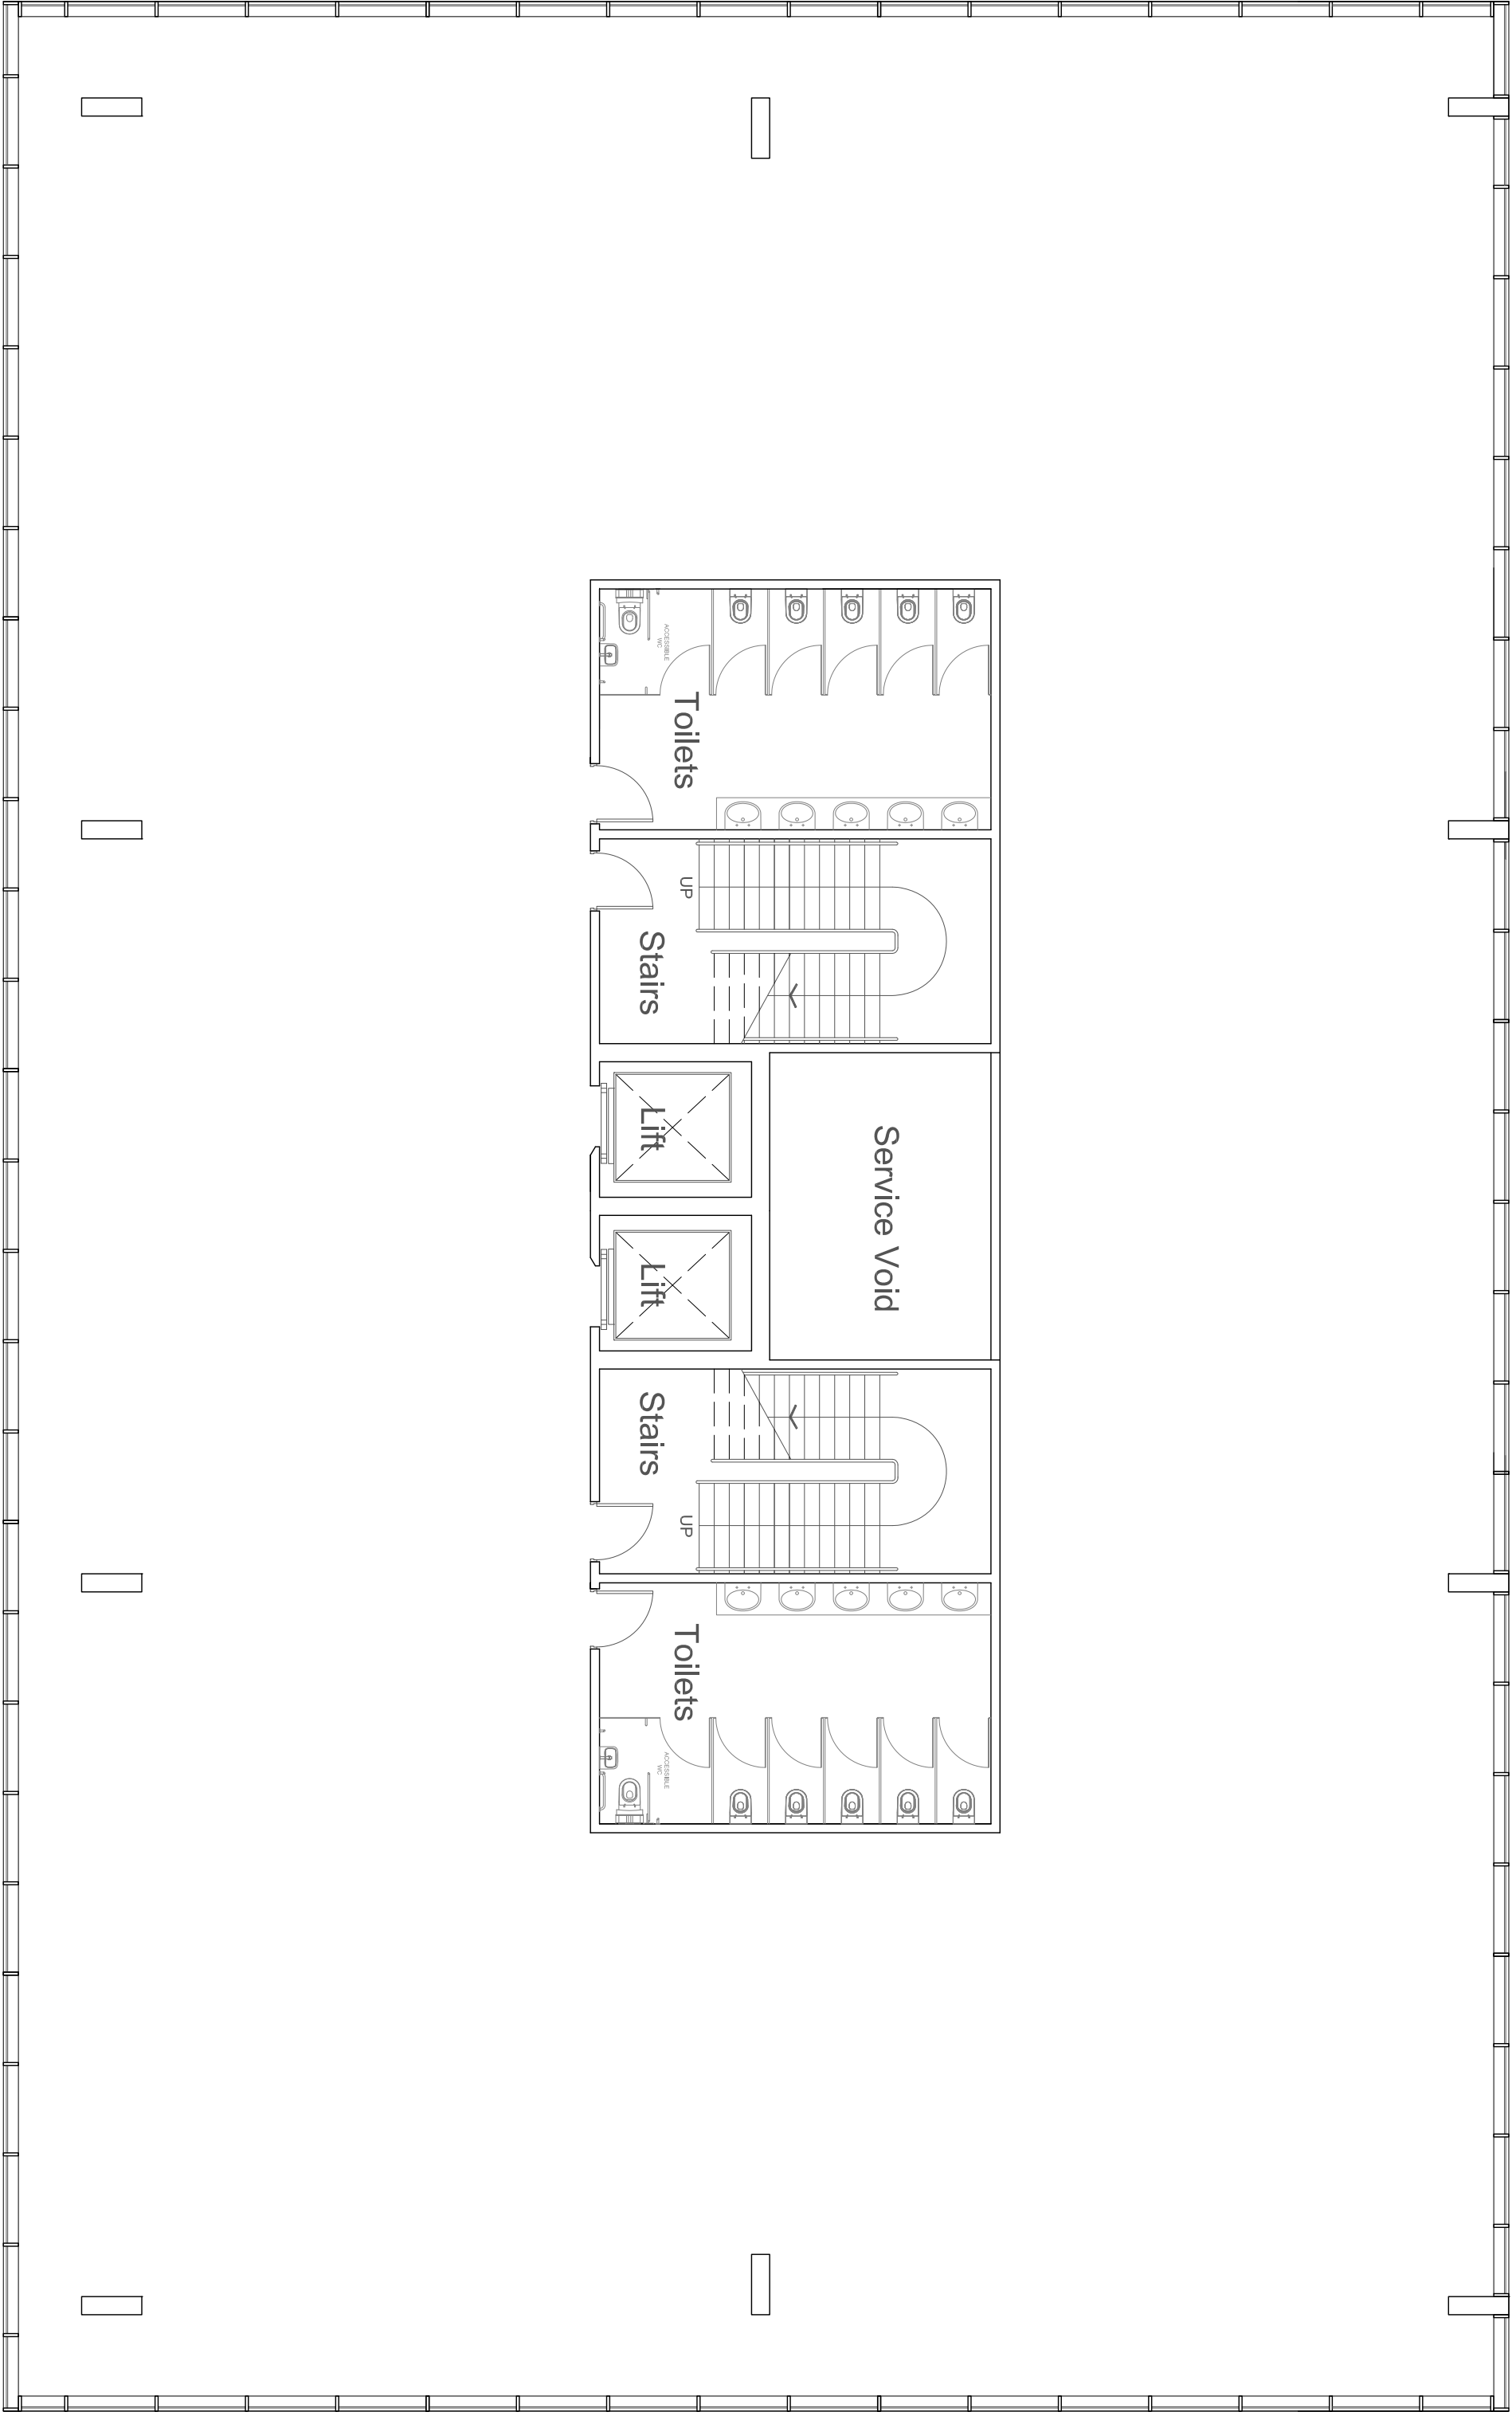 ACCESSIBLE
WC
Toilets
UP
Stairs
Lift
Service Void
Lift
Stairs
UP
Toilets
ACCESSIBLE
WC